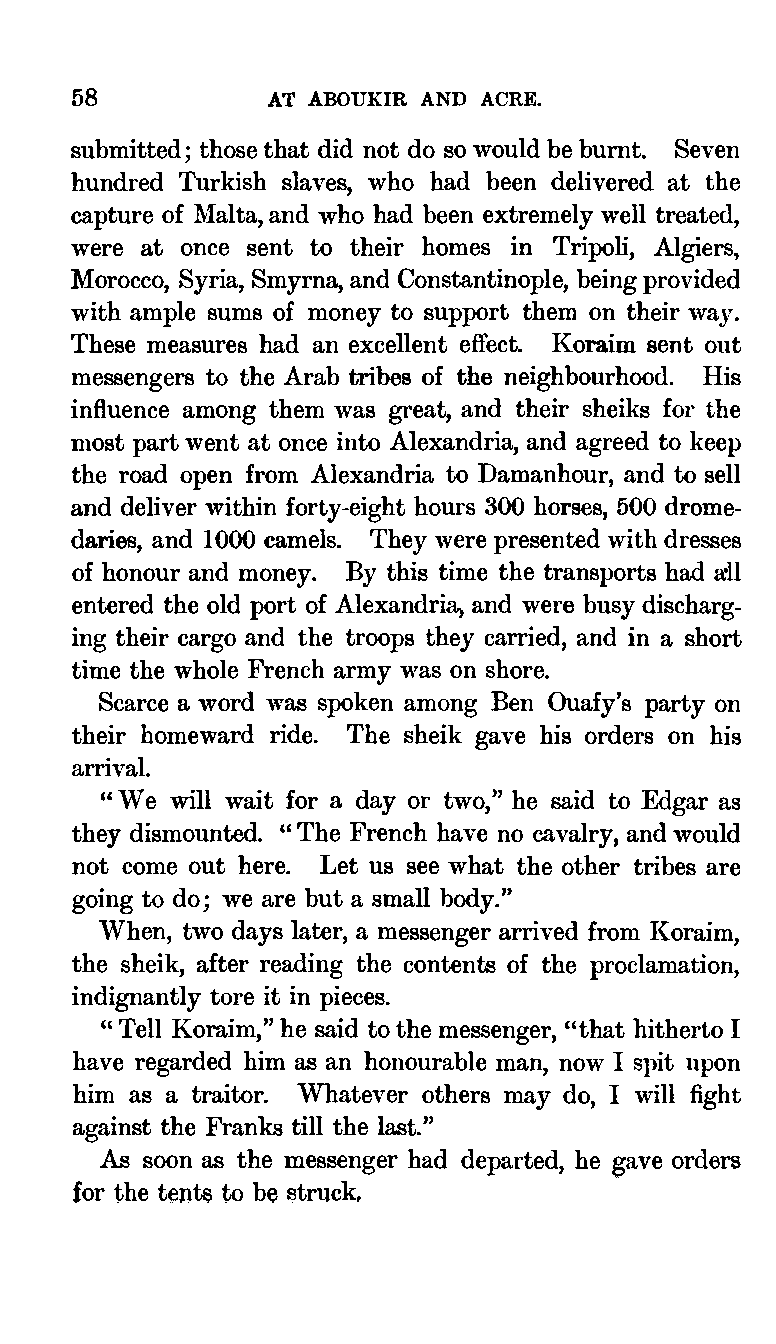 58 AT ABOUKIR AND ACRE.
submitted; those that did not do so would be burnt. Seven
hundred Turkish slaves, who had been delivered at the
capture of Malta, and who had been extremely well treated,
were at once sent to their homes in Tripoli, Algiers,
Morocco, Syria, Smyrna, and Constantinople, being provided
with ample sums of money to support them on their way.
These measures had an excellent effect. Koraim sent out
messengers to the Arab tribes of the neighbourhood. His
influence among them was great, and their sheiks for the
most part went at once into Alexandria, and agreed to keep
the road open from Alexandria to Damanhour, and to sell
and deliver within forty-eight hours 300 horses, 500 drome-
daries, and 1000 camels. They were presented with dresses
of honour and money. By this time the transports had all
entered the old port of Alexandria, and were busy discharg-
ing their cargo and the troops they carried, and in a short
time the whole French army was on shore.
Scarce a word was spoken among Ben Ouafy's party on
their homeward ride. The sheik gave his orders on his
arrival.
"We will wait for a day or two," he said to Edgar as
they dismounted. "The French have no cavalry, and would
not come out here. Let us see what the other tribes are
going to do; we are but a small body."
When, two days later, a messenger arrived from Koraim,
the sheik, after reading the contents of the proclamation,
indignantly tore it in pieces.
"Tell Koraim," he said to the messenger, "that hitherto I
have regarded him as an honourable man, now I spit upon
him as a traitor. Whatever others may do, I will fight
against the Franks till the last."
As soon as the messenger had departed, he gave orders
for the tents to be struck.